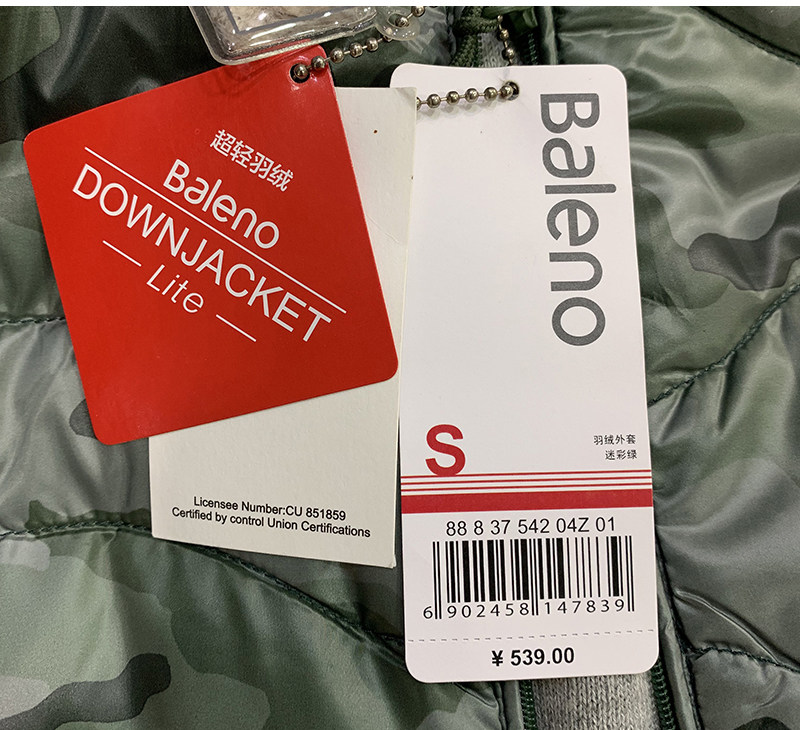 超轻羽绒
Baleno
DOWNJACKET
Lite
Licensee Number:CU 851859
Certified by control Union Certifications
Baleno
S
羽绒外套
迷彩绿
88 8 37 542 04Z 01
6 902458 147839
¥ 539.00